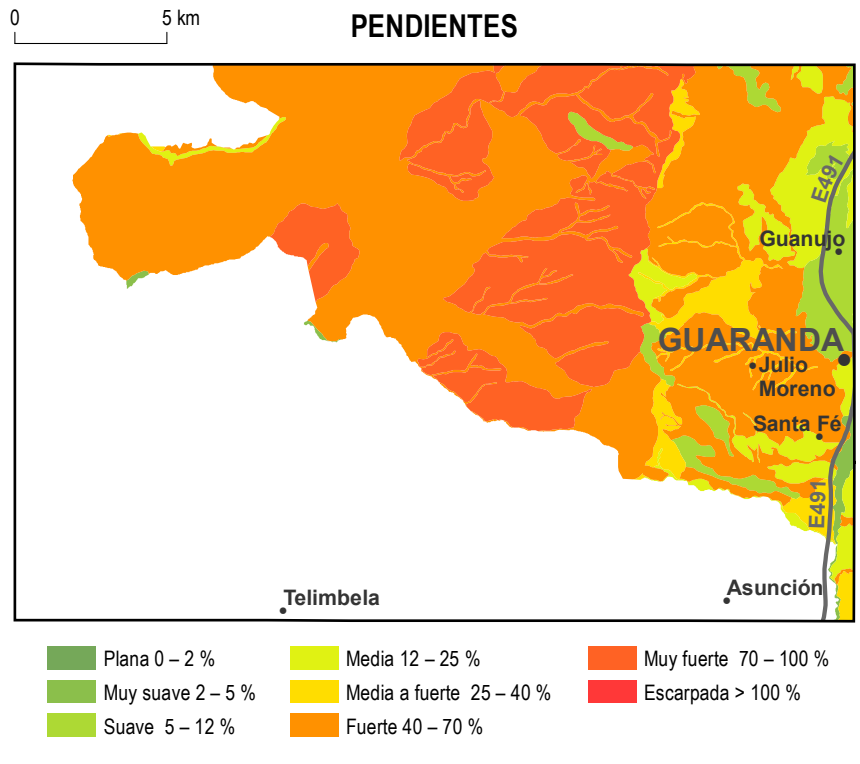 0 5 km
PENDIENTES
E491
Guanujo
GUARANDA
Julio
Moreno
Santa Fé
E491
Asunción
Telimbela
Plana 0 – 2 %
Muy suave 2 – 5 %
Suave 5 – 12 %
Media 12 – 25 %
Media a fuerte 25 – 40 %
Fuerte 40 – 70 %
Muy fuerte 70 – 100 %
Escarpada > 100 %